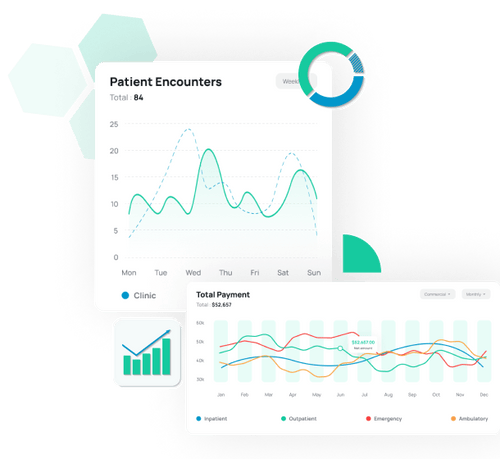 Patient Encounters
Total : 84
25
20
15
10
5
0
Mon Tue Wed Thu Fri Sat Sun
Clinic
Total Payment
Total : $52.657
Commercial
Monthly
60k
50k
40k
30k
$52.657.00
Jan Feb Mar Apr May Jun Jul Aug Sep Oct Nov Dec
Inpatient Outpatient Emergency Ambulatory